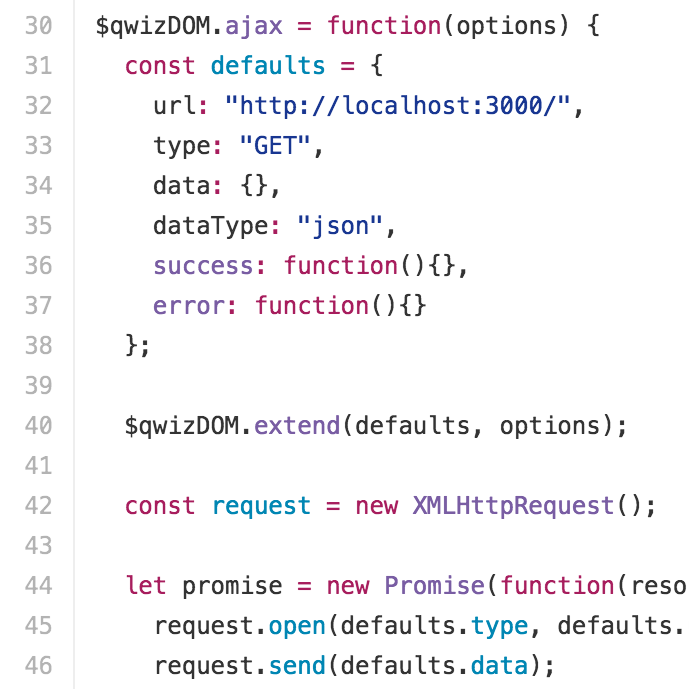 30 $qwizDOM.ajax = function(options) {
31 const defaults = {
32 url: "http://localhost:3000/",
33 type: "GET",
34 data: {},
35 dataType: "json",
36 success: function(){},
37 error: function(){}
38 };
39
40 $qwizDOM.extend(defaults, options);
41
42 const request = new XMLHttpRequest();
43
44 let promise = new Promise(function(reso
45 request.open(defaults.type, defaults.
46 request.send(defaults.data);